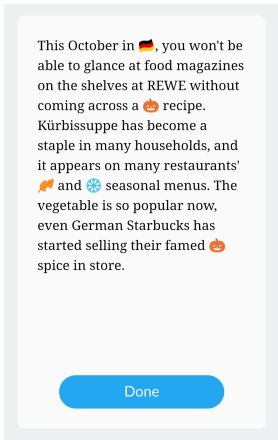 This October in 🇩🇪, you won't be
able to glance at food magazines
on the shelves at REWE without
coming across a 🎃 recipe.
Kürbissuppe has become a
staple in many households, and
it appears on many restaurants'
🍂 and ❄️ seasonal menus. The
vegetable is so popular now,
even German Starbucks has
started selling their famed 🎃
spice in store.
Done